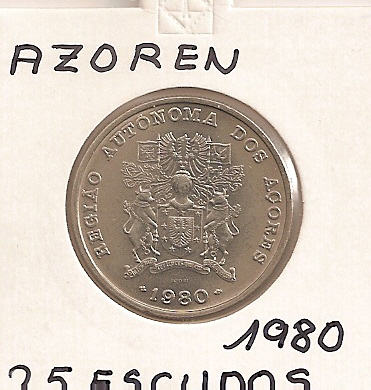 AZOREN
REGIÃO AUTÓNOMA DOS AÇORES
1980
1980
25 ESCUDOS